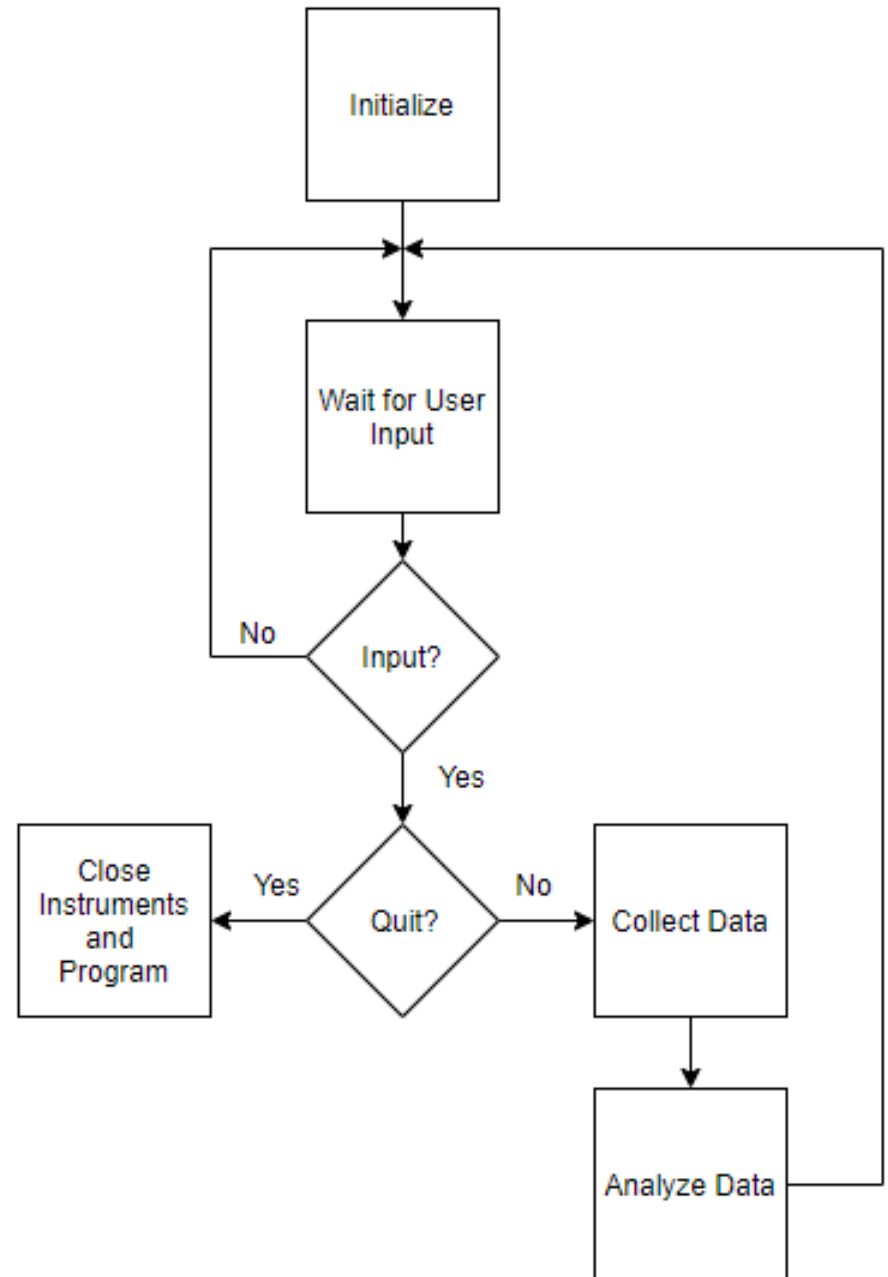 Initialize
Wait for User
Input
Input?
No
Yes
Quit?
Yes
No
Close
Instruments
and
Program
Collect Data
Analyze Data